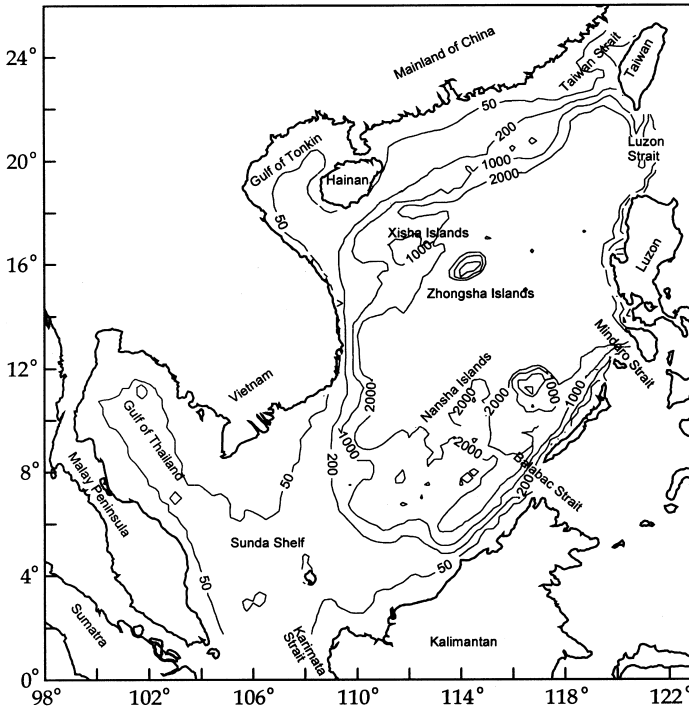 24°
20°
16°
12°
8°
4°
0°
98
102°
106°
110°
114°
118°
122°
Mainland of China
Taiwan Strait
Taiwan
50
200
1000
2000
Luzon
Strait
Gulf of Tonkin
Hainan
50
Xisha Islands
1000
Zhongsha Islands
Luzon
Mindoro Strait
Vietnam
2000
Nansha Islands
2000
2000
1000
1000
Gulf of Thailand
1000
2000
200
50
Balabac Strait
200
Malay Peninsula
Sunda Shelf
50
50
Sumatra
Karimata
Strait
Kalimantan